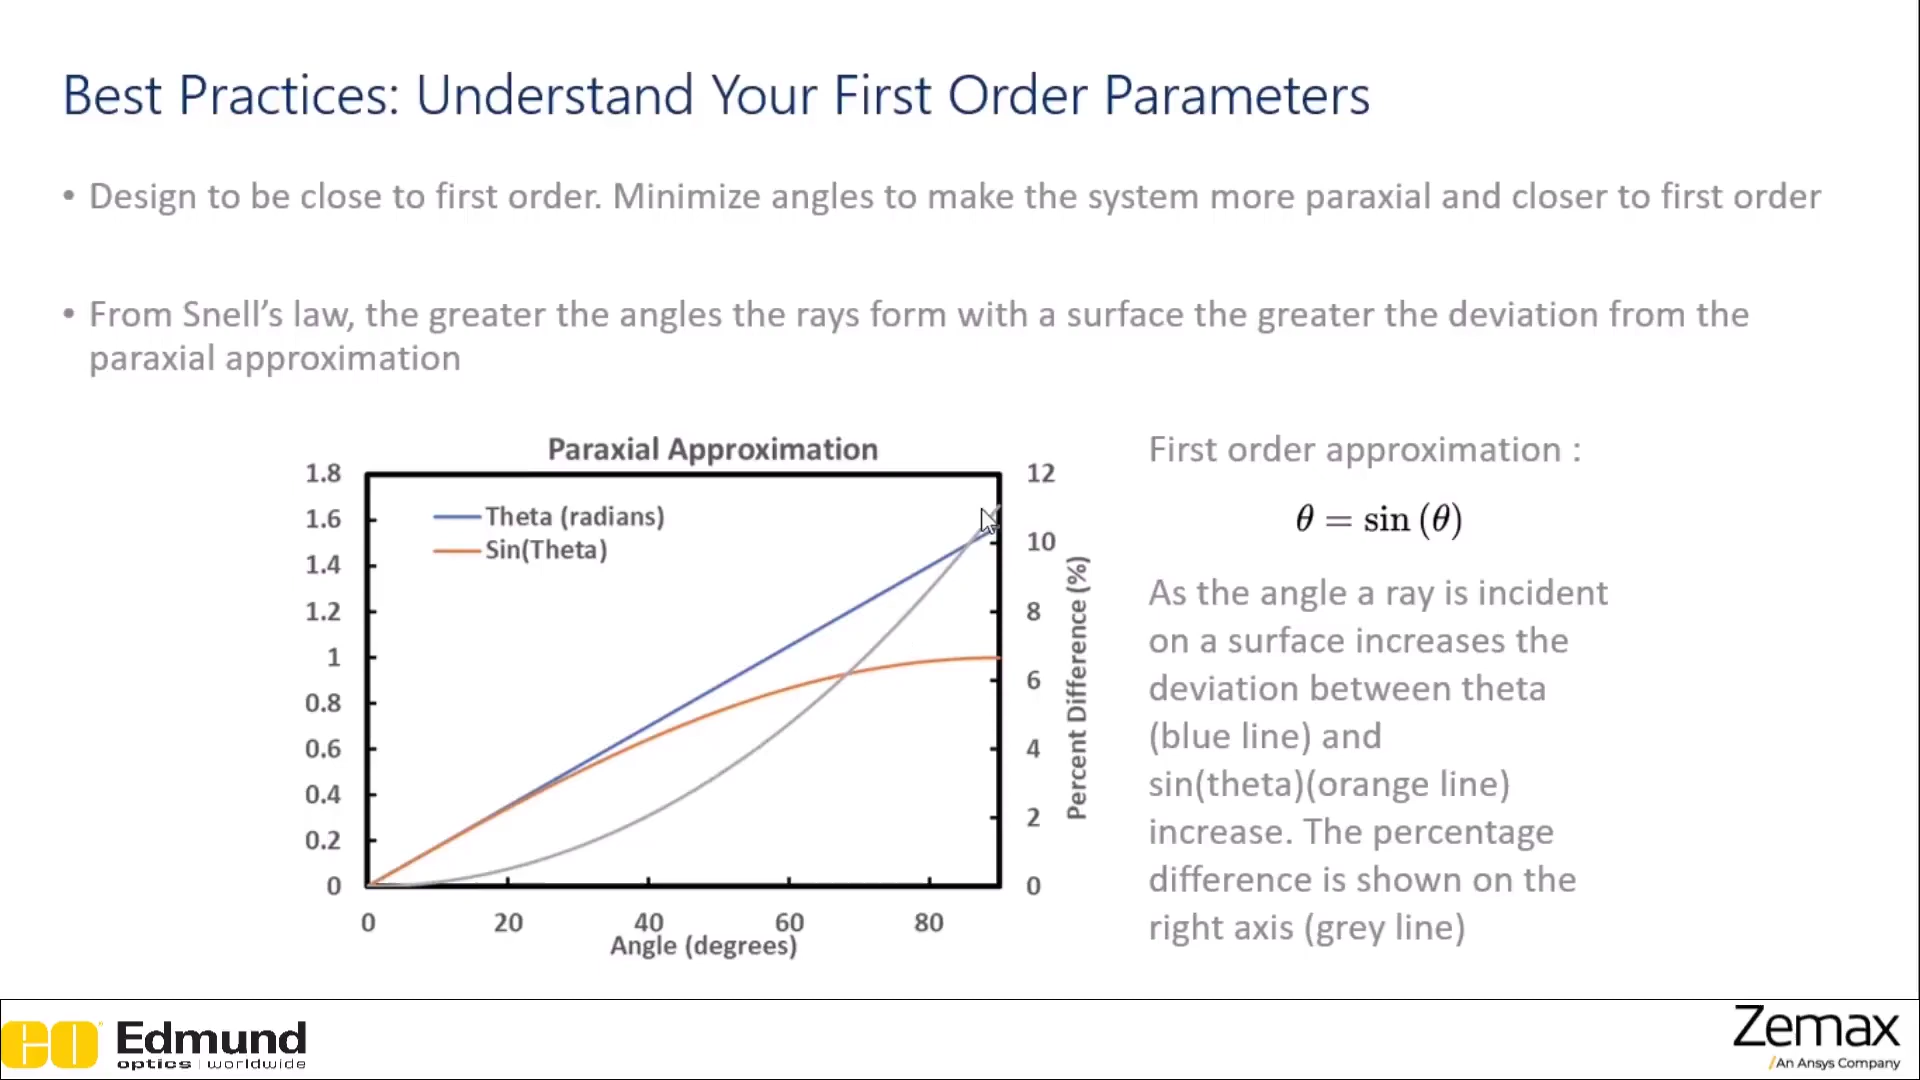 Best Practices: Understand Your First Order Parameters
• Design to be close to first order. Minimize angles to make the system more paraxial and closer to first order
• From Snell’s law, the greater the angles the rays form with a surface the greater the deviation from the
paraxial approximation
Paraxial Approximation
1.8
1.6
1.4
1.2
1
0.8
0.6
0.4
0.2
0
Theta (radians)
Sin(Theta)
12
10
8
6
4
2
0
Percent Difference (%)
0 20 40 60 80
Angle (degrees)
First order approximation :
θ = sin (θ)
As the angle a ray is incident
on a surface increases the
deviation between theta
(blue line) and
sin(theta)(orange line)
increase. The percentage
difference is shown on the
right axis (grey line)
EO Edmund
optics | worldwide
Zemax
/An Ansys Company